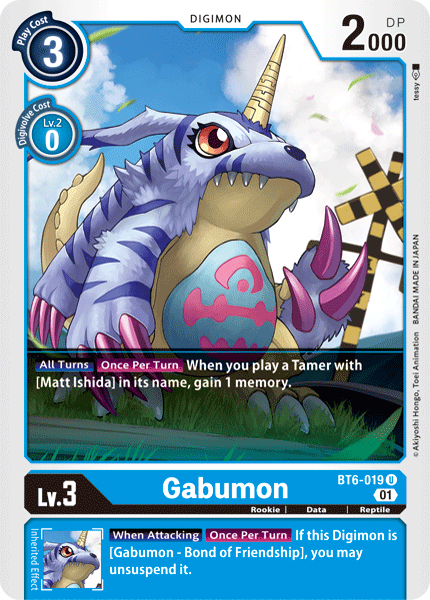 DIGIMON
Play Cost
3
DP
2000
Digivolve Cost
Lv.2
0
tessy
©Akiyoshi Hongo, Toei Animation BANDAI MADE IN JAPAN
All Turns Once Per Turn When you play a Tamer with
[Matt Ishida] in its name, gain 1 memory.
BT6-019 U
Lv.3
Gabumon
01
Rookie Data Reptile
Inherited Effect
When Attacking Once Per Turn If this Digimon is
[Gabumon - Bond of Friendship], you may
unsuspend it.